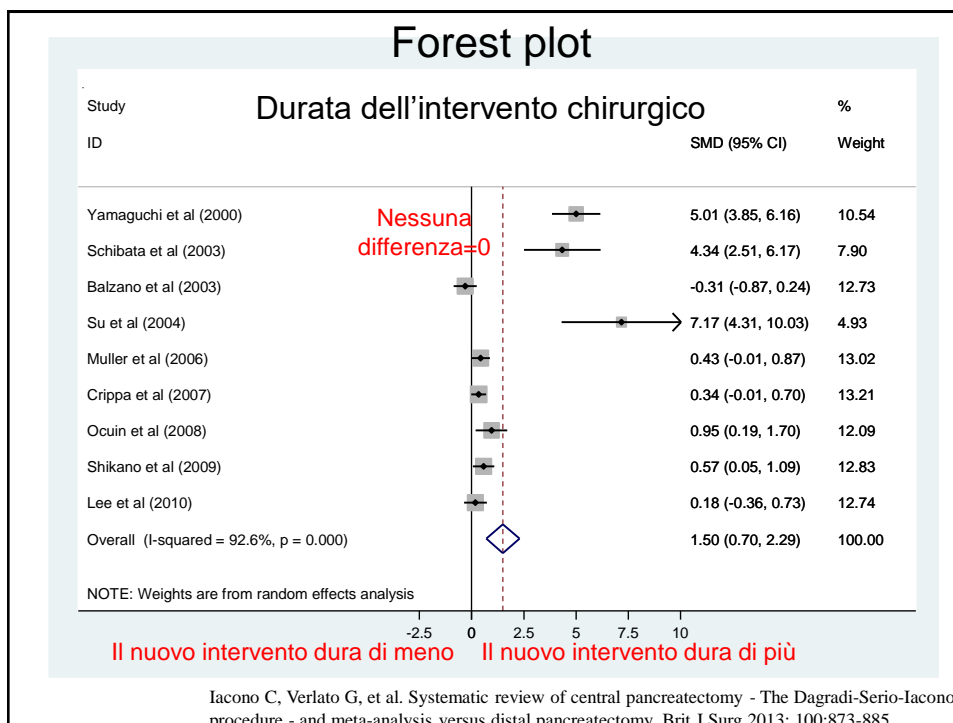 Forest plot
Study Durata dell'intervento chirurgico %
ID SMD (95% CI) Weight
Yamaguchi et al (2000) 5.01 (3.85, 6.16) 10.54
Schibata et al (2003) 4.34 (2.51, 6.17) 7.90
Balzano et al (2003) -0.31 (-0.87, 0.24) 12.73
Su et al (2004) 7.17 (4.31, 10.03) 4.93
Muller et al (2006) 0.43 (-0.01, 0.87) 13.02
Crippa et al (2007) 0.34 (-0.01, 0.70) 13.21
Ocuin et al (2008) 0.95 (0.19, 1.70) 12.09
Shikano et al (2009) 0.57 (0.05, 1.09) 12.83
Lee et al (2010) 0.18 (-0.36, 0.73) 12.74
Overall (I-squared = 92.6%, p = 0.000) 1.50 (0.70, 2.29) 100.00
Nessuna
differenza=0
NOTE: Weights are from random effects analysis
-2.5 0 2.5 5 7.5 10
Il nuovo intervento dura di meno Il nuovo intervento dura di più
Iacono C, Verlato G, et al. Systematic review of central pancreatectomy - The Dagradi-Serio-Iacono
procedure - and meta-analysis versus distal pancreatectomy. Brit J Surg 2013; 100:873-885